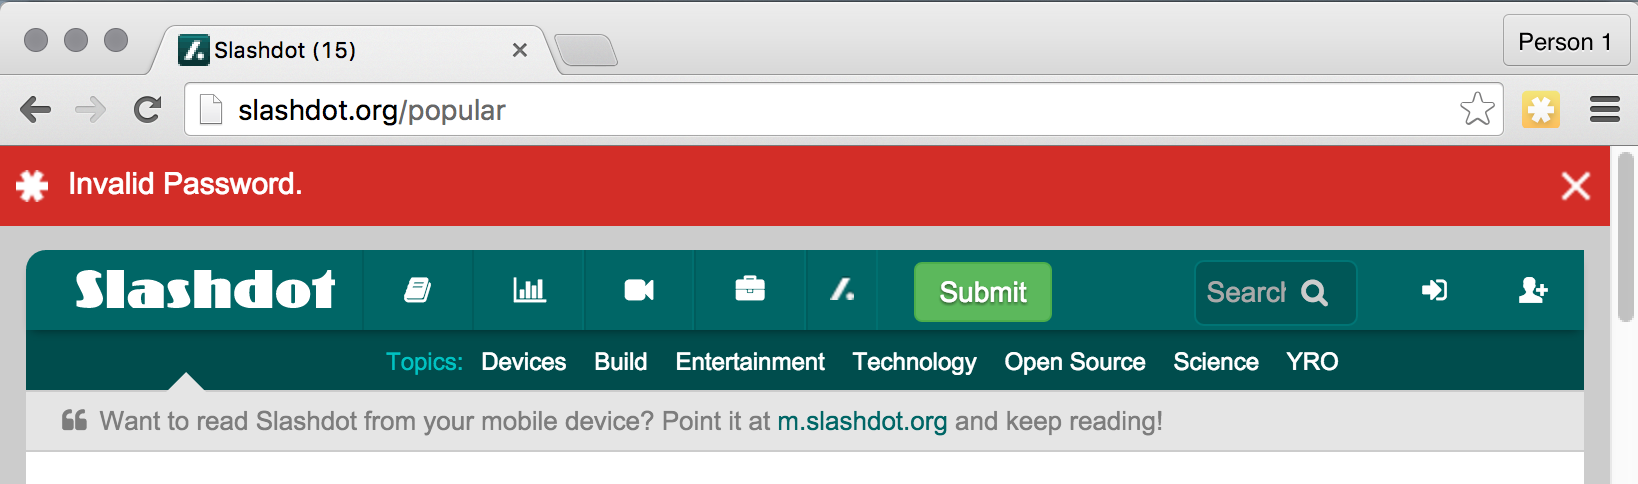 Slashdot (15)
Person 1
slashdot.org/popular
Invalid Password.
Slashdot
Submit
Search
Topics: Devices Build Entertainment Technology Open Source Science YRO
Want to read Slashdot from your mobile device? Point it at m.slashdot.org and keep reading!